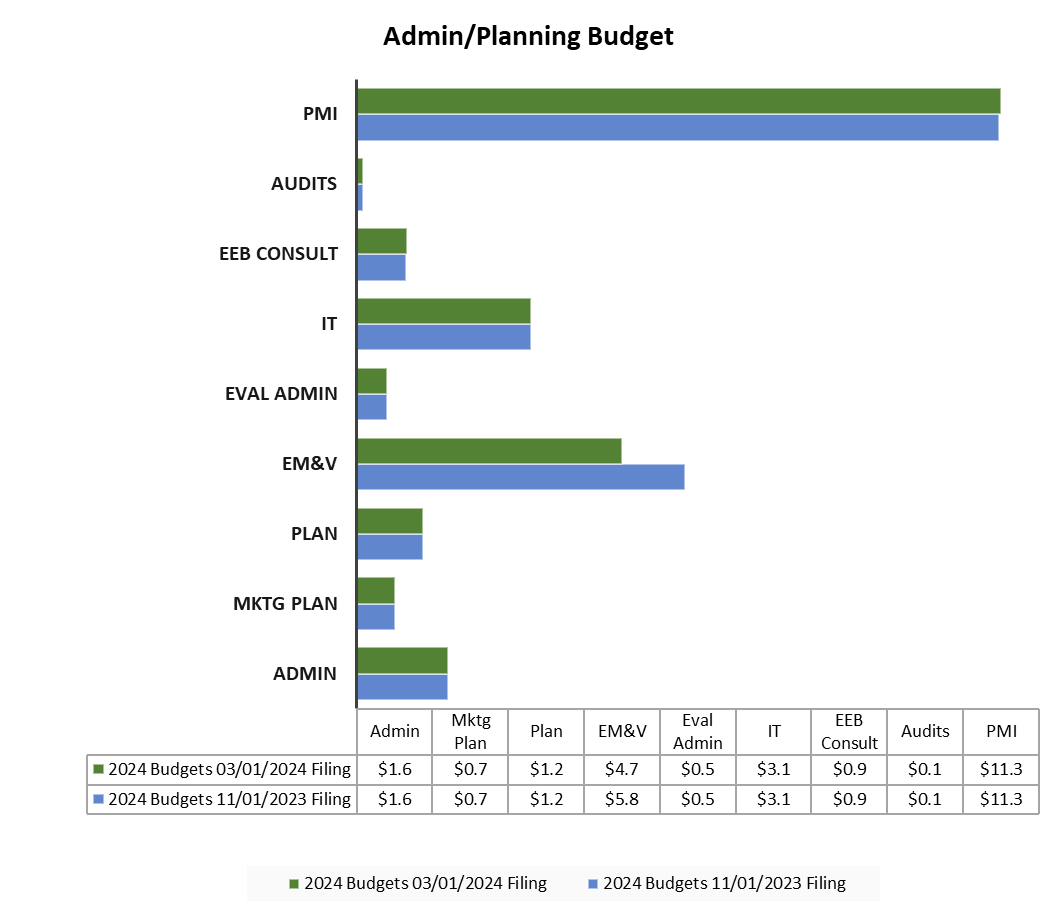 Admin/Planning Budget
PMI
AUDITS
EEB CONSULT
IT
EVAL ADMIN
EM&V
PLAN
MKTG PLAN
ADMIN
Admin Mktg Plan Plan EM&V Eval Admin IT EEB Consult Audits PMI
2024 Budgets 03/01/2024 Filing $1.6 $0.7 $1.2 $4.7 $0.5 $3.1 $0.9 $0.1 $11.3
2024 Budgets 11/01/2023 Filing $1.6 $0.7 $1.2 $5.8 $0.5 $3.1 $0.9 $0.1 $11.3
2024 Budgets 03/01/2024 Filing 2024 Budgets 11/01/2023 Filing